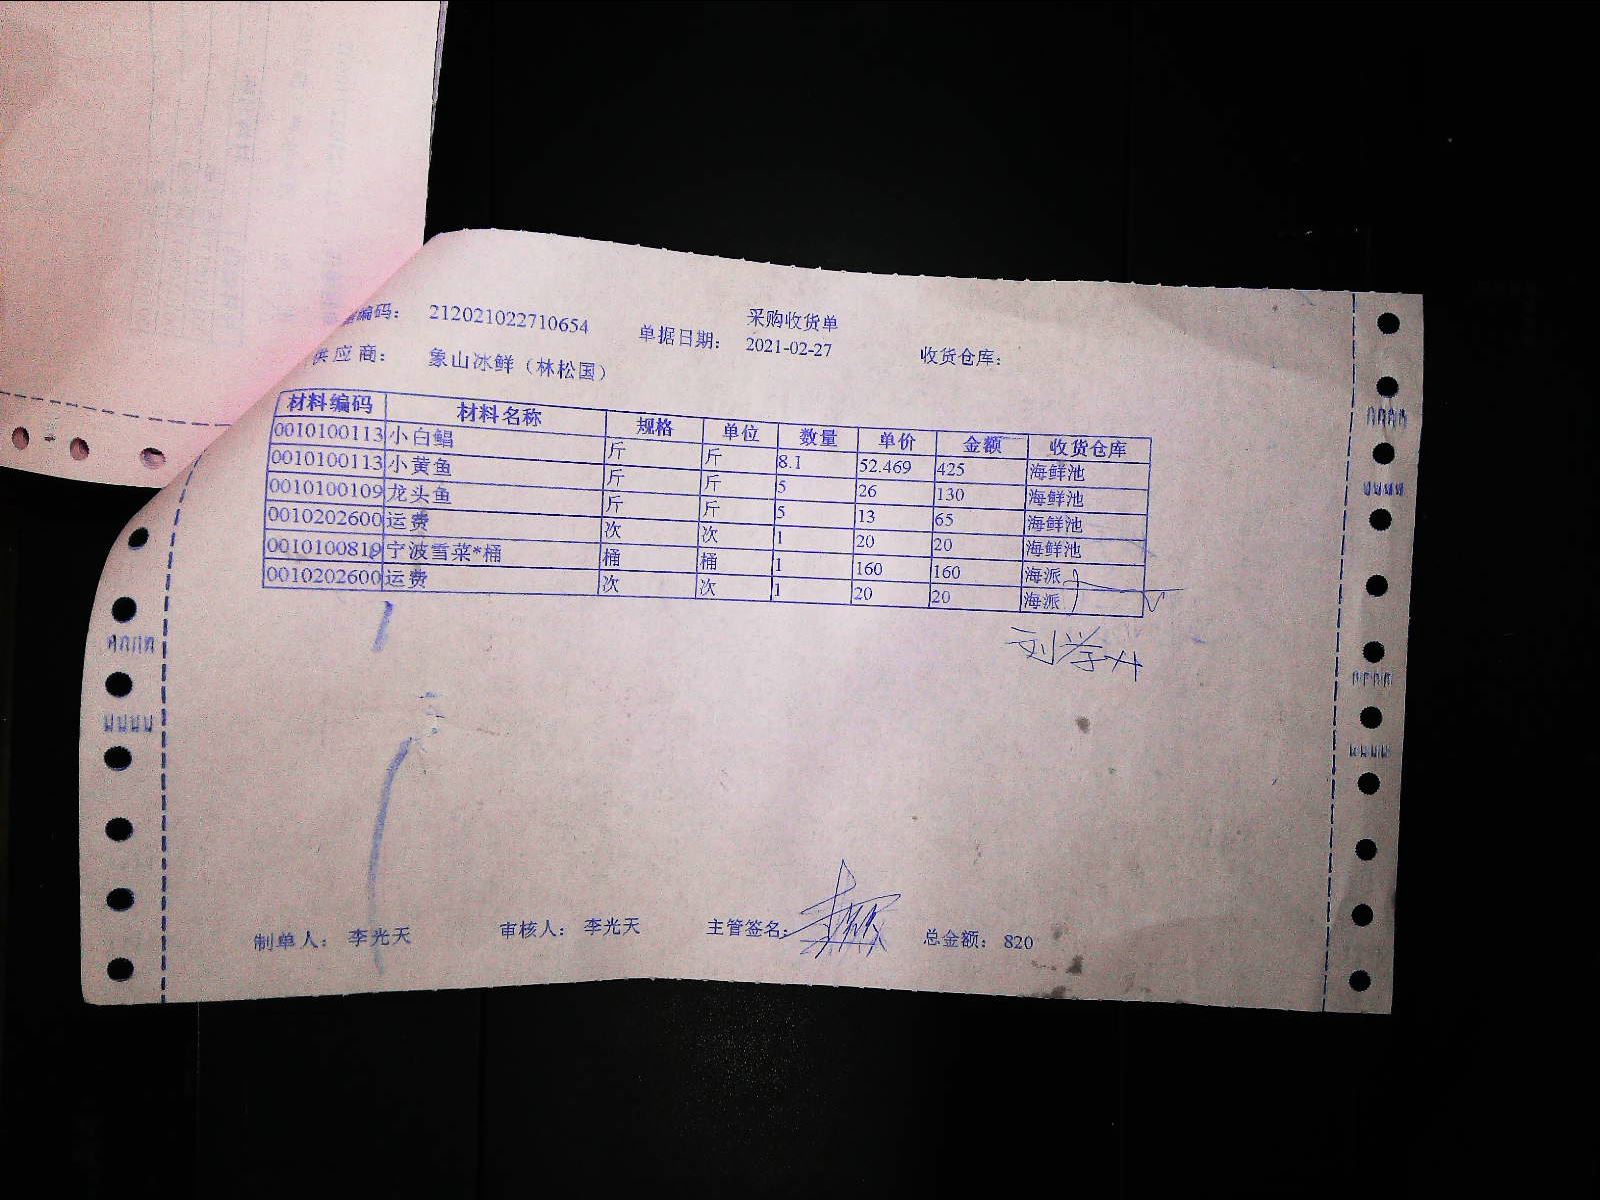 采购收货单
编码： 212021022710654 单据日期： 2021-02-27 收货仓库：
供应商： 象山冰鲜（林松国）
材料编码 材料名称 规格 单位 数量 单价 金额 收货仓库
0010100113 小白鲳 斤 斤 8.1 52.469 425 海鲜池
0010100113 小黄鱼 斤 斤 5 26 130 海鲜池
0010100109 龙头鱼 斤 斤 5 13 65 海鲜池
0010202600 运费 次 次 1 20 20 海鲜池
0010100819 宁波雪菜*桶 桶 桶 1 160 160 海派
0010202600 运费 次 次 1 20 20 海派
刘学升
制单人： 李光天 审核人： 李光天 主管签名： 总金额： 820